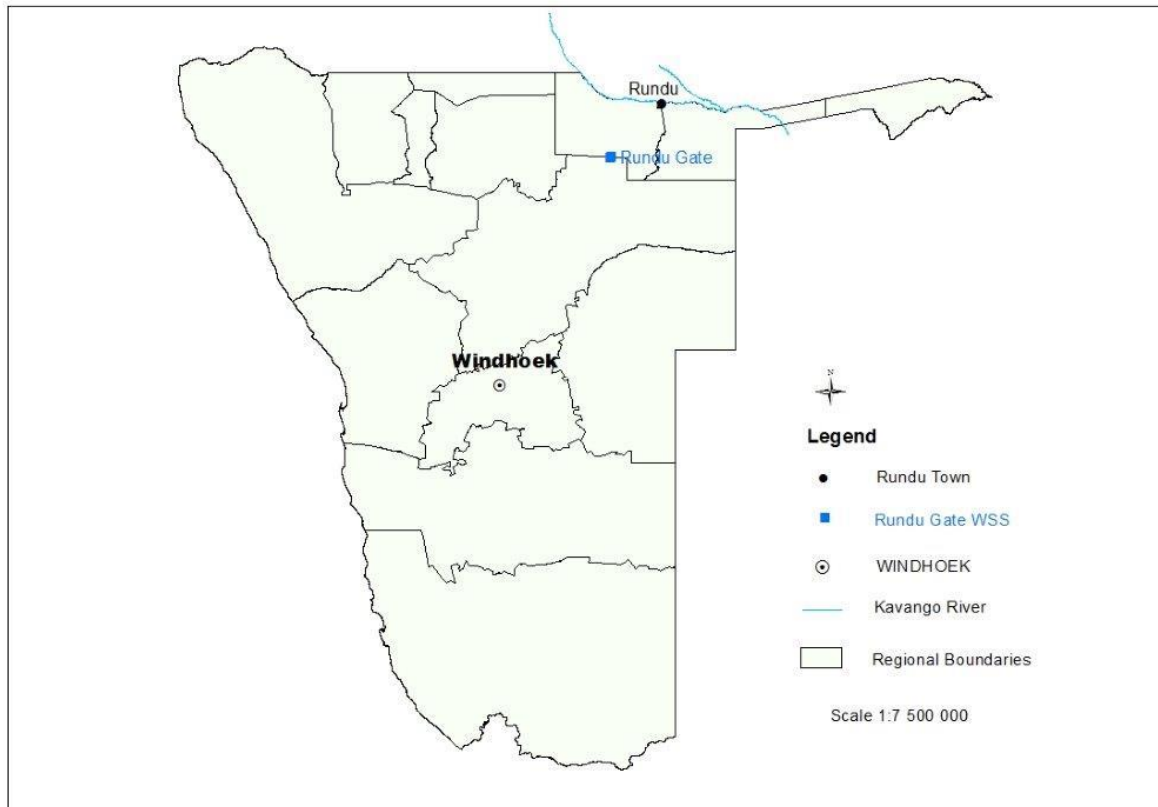 Rundu
Rundu Gate
Windhoek
N
Legend
Rundu Town
Rundu Gate WSS
WINDHOEK
Kavango River
Regional Boundaries
Scale 1:7 500 000